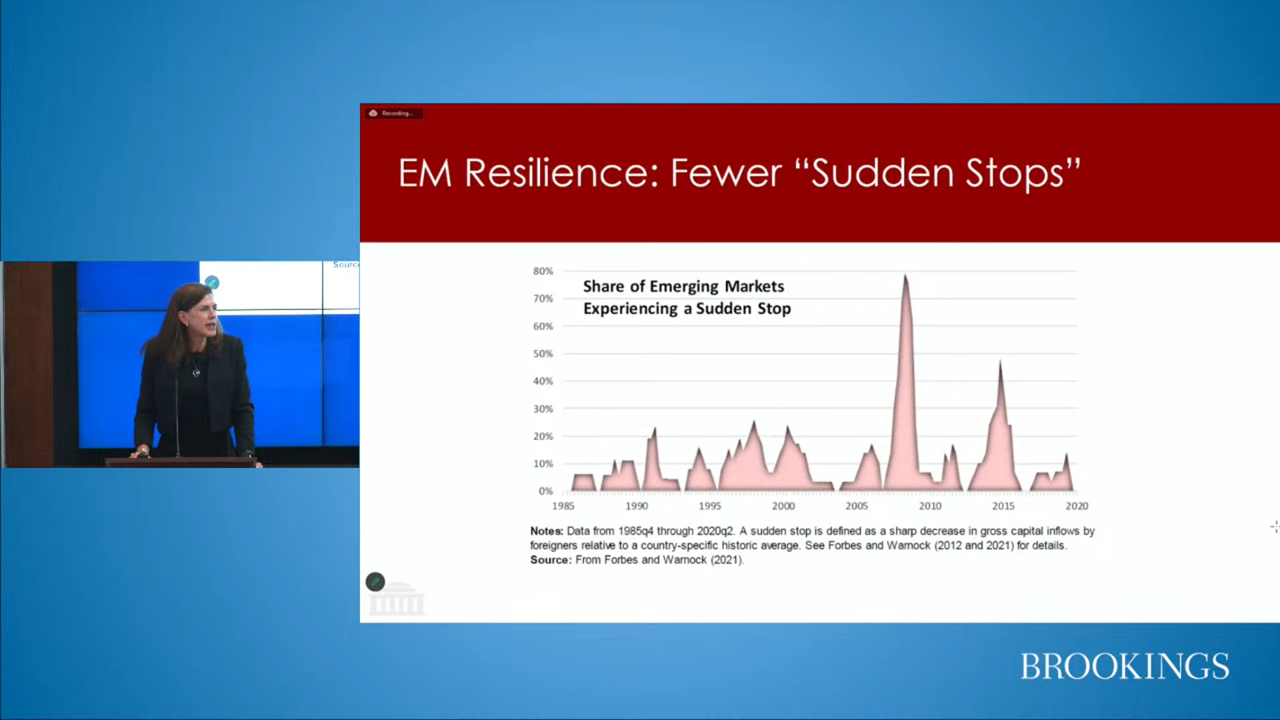 Recording...
EM Resilience: Fewer “Sudden Stops”
Source
Share of Emerging Markets
Experiencing a Sudden Stop
80%
70%
60%
50%
40%
30%
20%
10%
0%
1985 1990 1995 2000 2005 2010 2015 2020
Notes: Data from 1985q4 through 2020q2. A sudden stop is defined as a sharp decrease in gross capital inflows by
foreigners relative to a country-specific historic average. See Forbes and Warnock (2012 and 2021) for details.
Source: From Forbes and Warnock (2021).
BROOKINGS